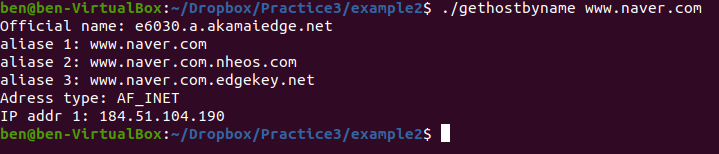 ben@ben-VirtualBox:~/Dropbox/Practice3/example2$ ./gethostbyname www.naver.com
Official name: e6030.a.akamaiedge.net
aliase 1: www.naver.com
aliase 2: www.naver.com.nheos.com
aliase 3: www.naver.com.edgekey.net
Adress type: AF_INET
IP addr 1: 184.51.104.190
ben@ben-VirtualBox:~/Dropbox/Practice3/example2$